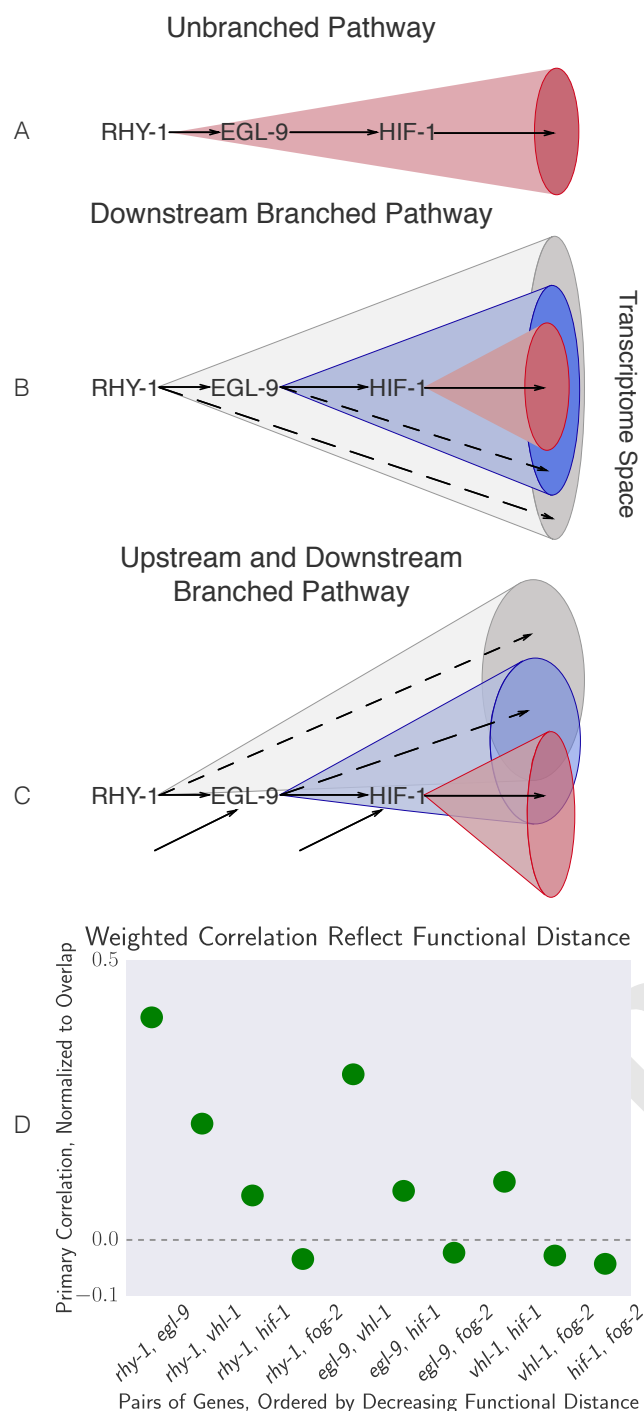 Unbranched Pathway
A
RHY-1 EGL-9 HIF-1
Downstream Branched Pathway
Transcriptome Space
B
RHY-1 EGL-9 HIF-1
Upstream and Downstream
Branched Pathway
C
RHY-1 EGL-9 HIF-1
Weighted Correlation Reflect Functional Distance
D
Primary Correlation, Normalized to Overlap
0.5
0.0
−0.1
rhy-1, egl-9
rhy-1, vhl-1
rhy-1, hif-1
rhy-1, fog-2
egl-9, vhl-1
egl-9, hif-1
egl-9, fog-2
vhl-1, hif-1
vhl-1, fog-2
hif-1, fog-2
Pairs of Genes, Ordered by Decreasing Functional Distance